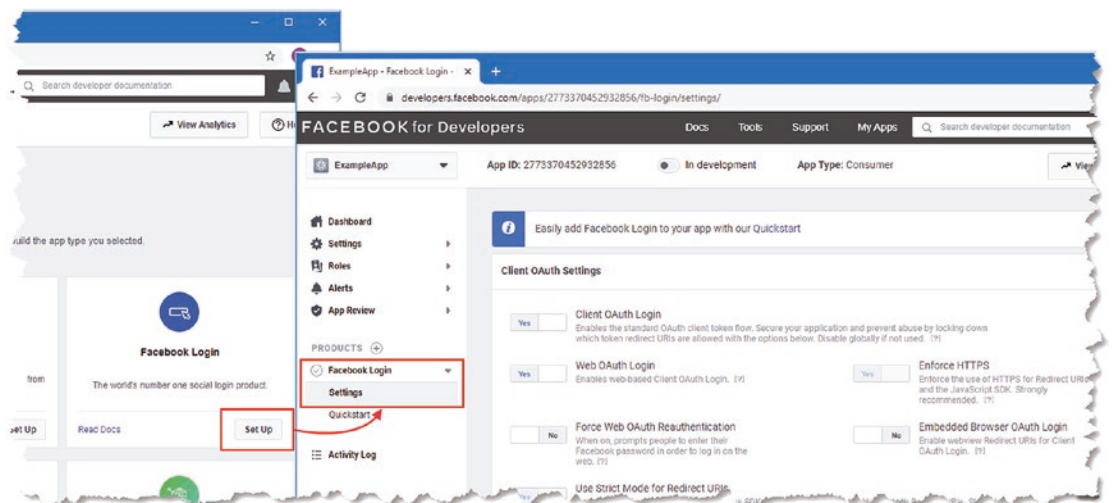 Search developer documentation
View Analytics
build the app type you selected.
Facebook Login
from
The world's number one social login product.
Set Up
Read Docs
Set Up
ExampleApp - Facebook Login -
developers.facebook.com/apps/2773370452932856/fb-login/settings/
FACEBOOK for Developers
Docs
Tools
Support
My Apps
Search developer documentation
ExampleApp
App ID: 2773370452932856
In development
App Type: Consumer
Dashboard
Settings
Roles
Alerts
App Review
PRODUCTS
Facebook Login
Settings
Quickstart
Activity Log
Easily add Facebook Login to your app with our Quickstart
Client OAuth Settings
Yes
Client OAuth Login
Enables the standard OAuth client token flow. Secure your application and prevent abuse by locking down
which token redirect URIs are allowed with the options below. Disable globally if not used. [?]
Yes
Web OAuth Login
Enables web-based Client OAuth Login. [?]
Yes
Enforce HTTPS
Enforce the use of HTTPS for Redirect URIs
and the JavaScript SDK. Strongly
recommended. [?]
No
Force Web OAuth Reauthentication
When on, prompts people to enter their
Facebook password in order to log in on the
web. [?]
No
Embedded Browser OAuth Login
Enable webview Redirect URIs for Client
OAuth Login. [?]
Yes
Use Strict Mode for Redirect URIs